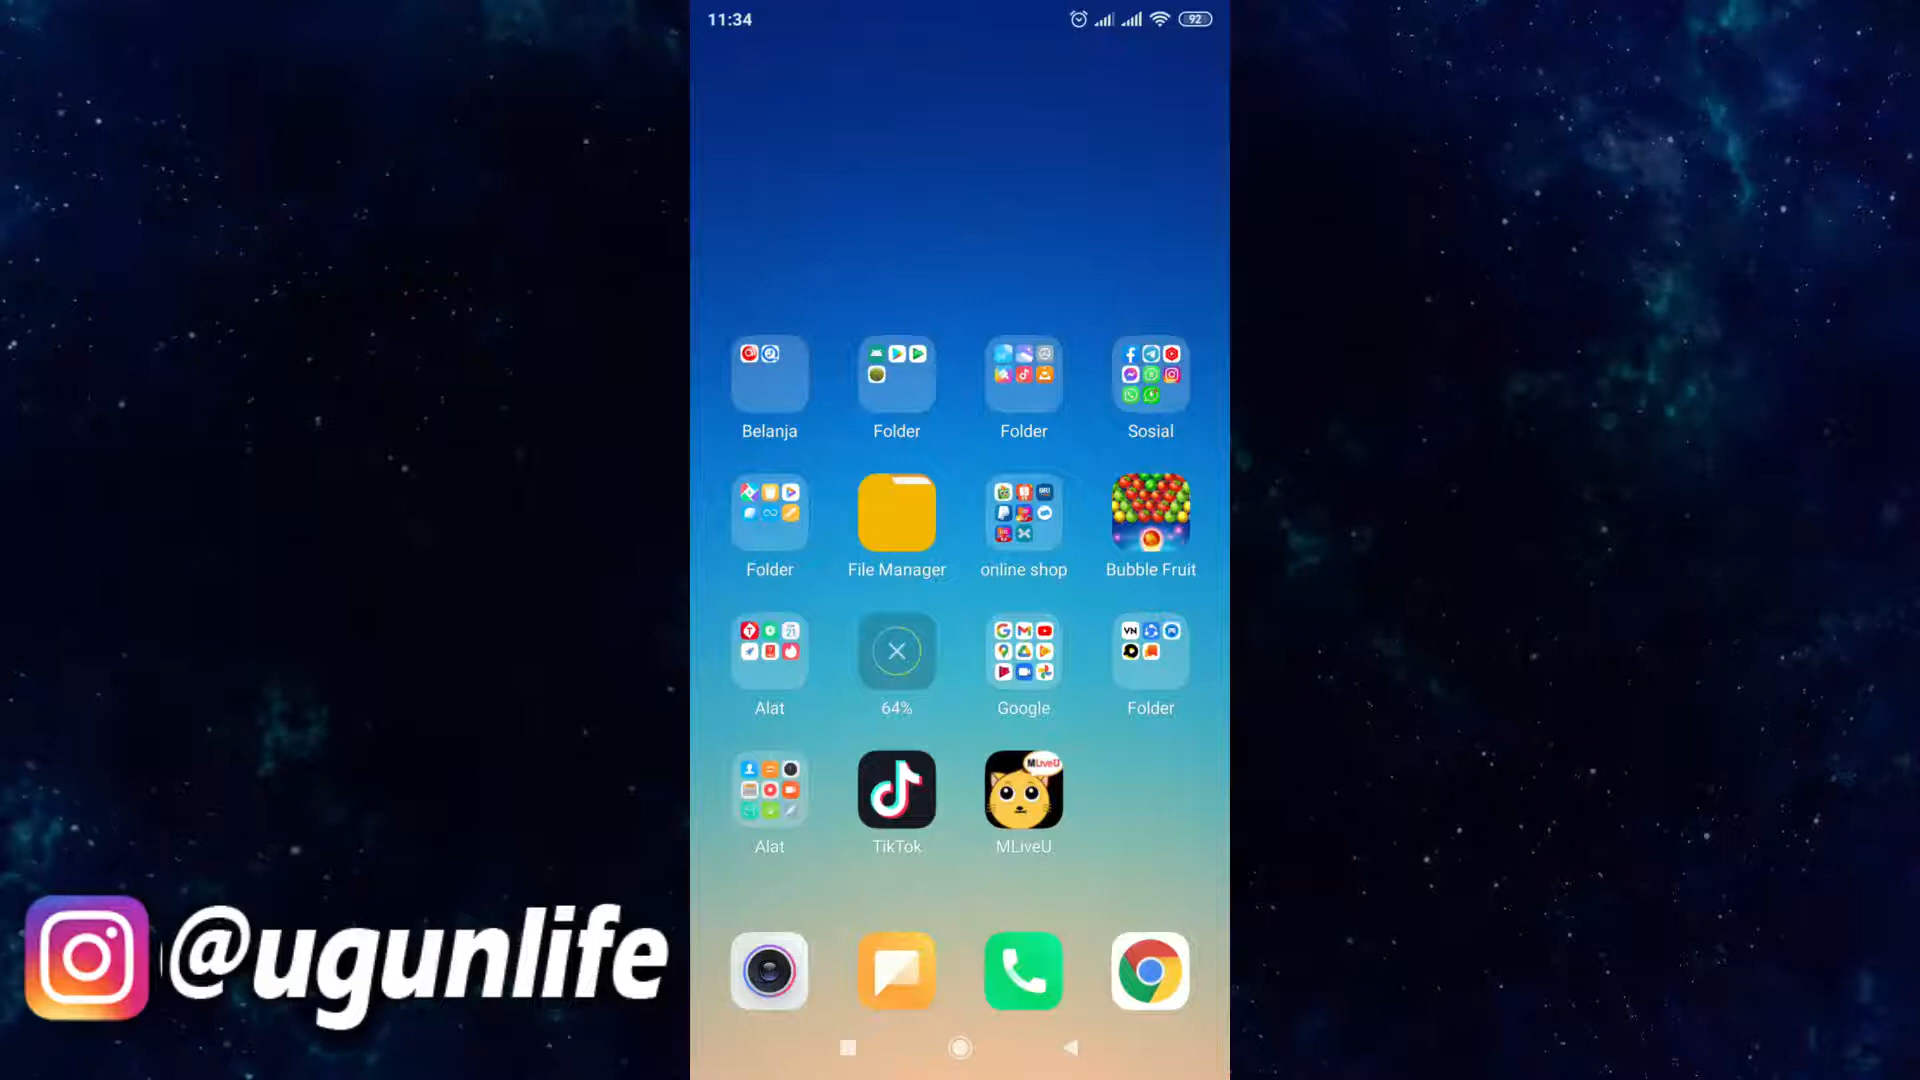 11:34
92
Belanja
Folder
Folder
Sosial
Folder
File Manager
online shop
Bubble Fruit
Alat
64%
Google
Folder
Alat
TikTok
MLiveU
MLiveU
@ugunlife